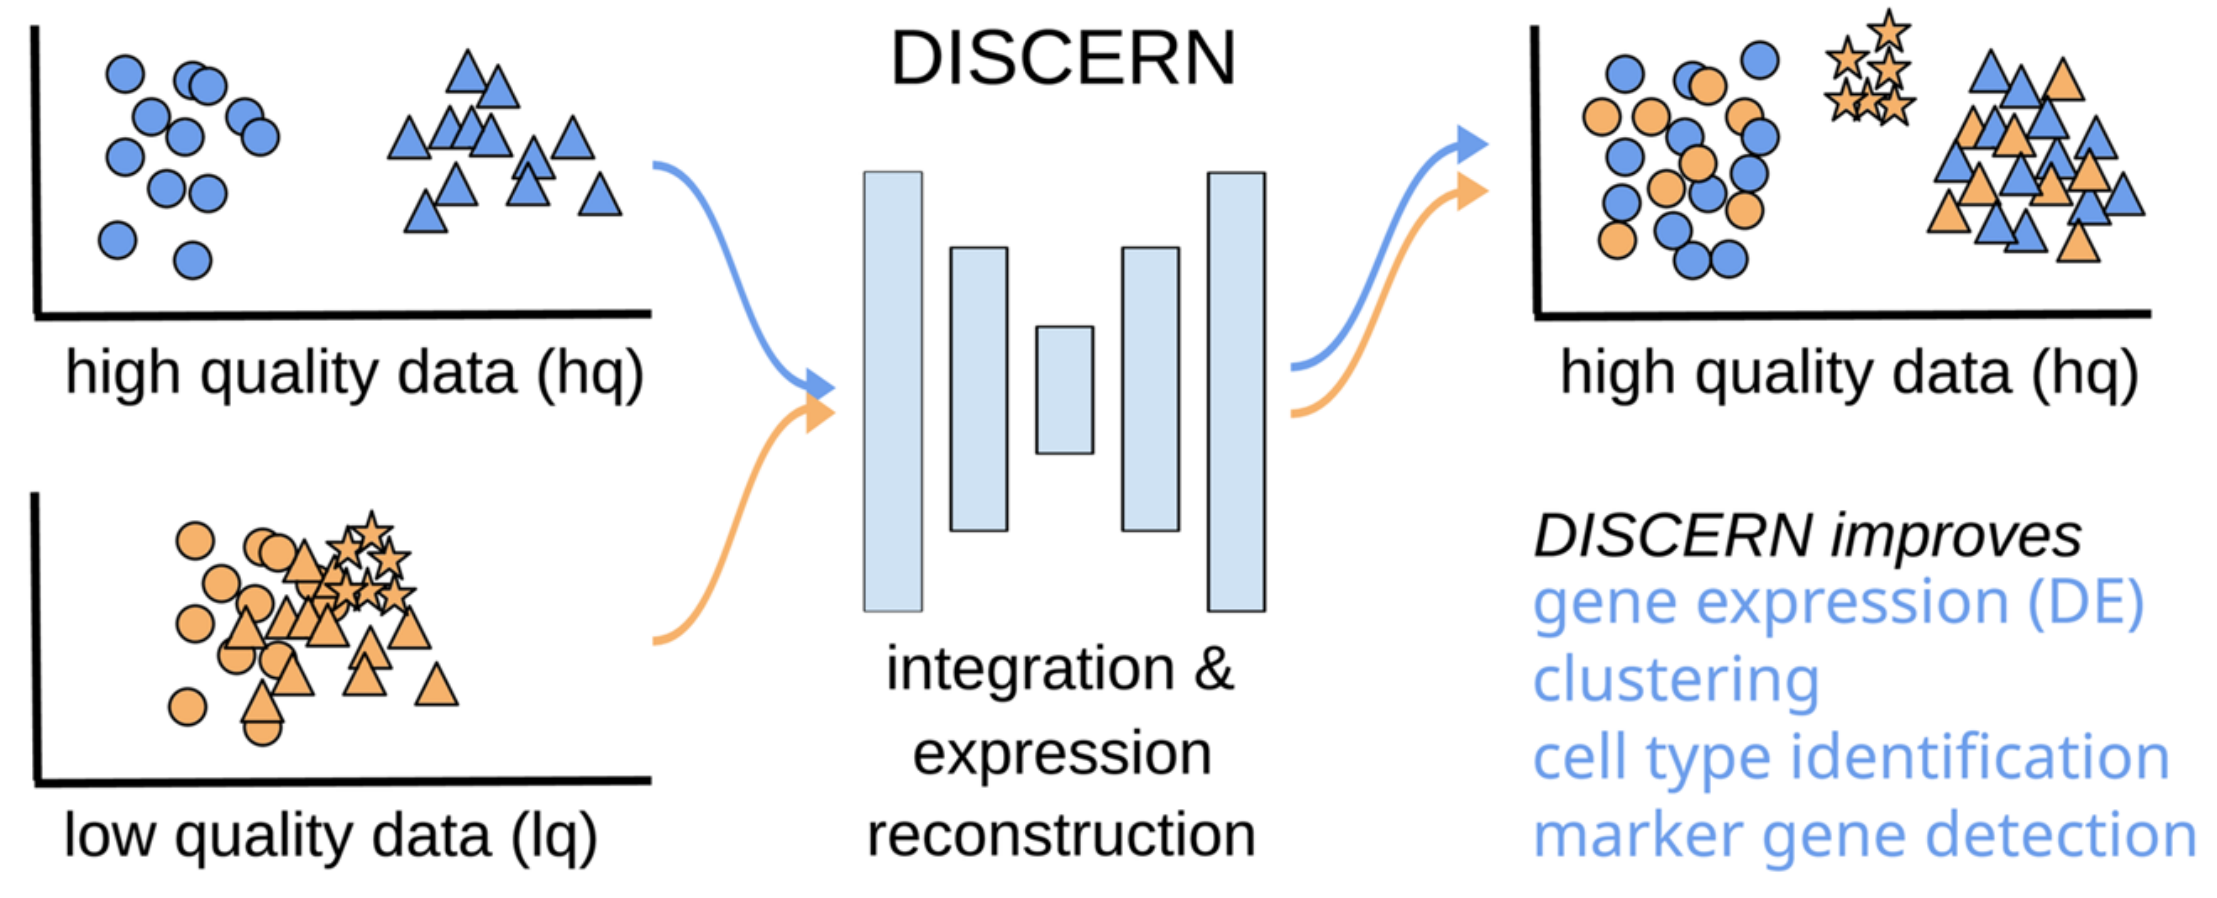 DISCERN
high quality data (hq)
low quality data (lq)
integration &
expression
reconstruction
high quality data (hq)
DISCERN improves
gene expression (DE)
clustering
cell type identification
marker gene detection